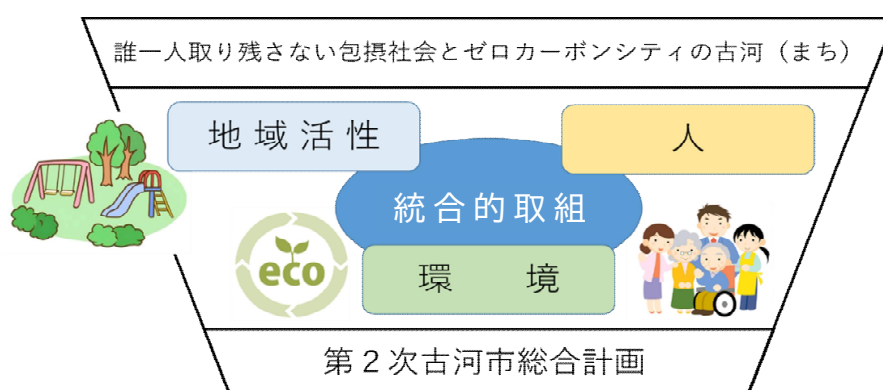 誰一人取り残さない包摂社会とゼロカーボンシティの古河（まち）
地域活性
人
統合的取組
eco
環　境
第２次古河市総合計画